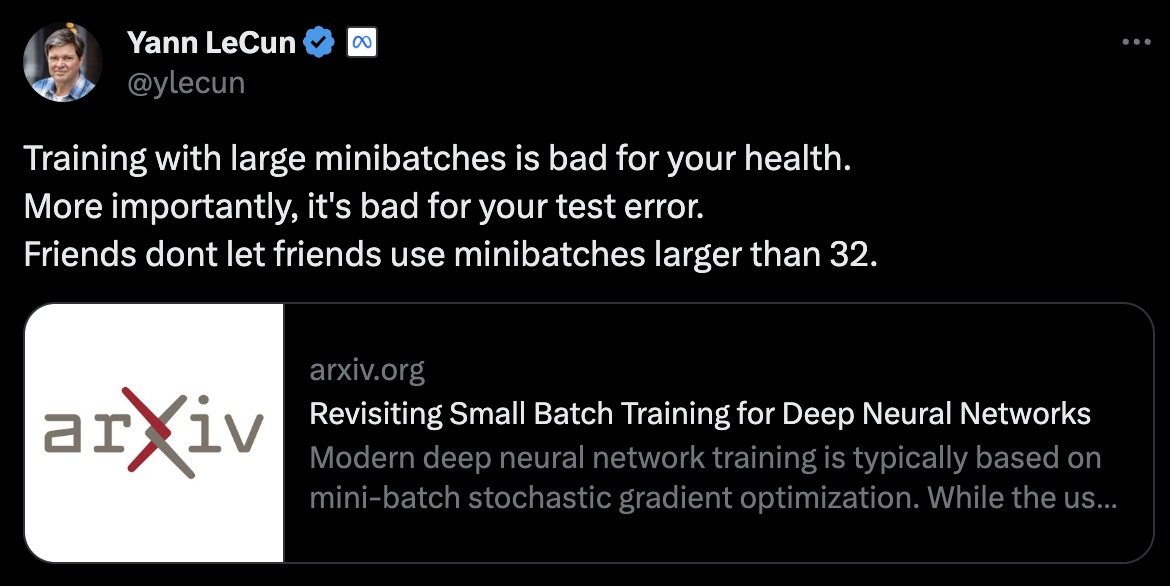 Yann LeCun
@ylecun
Training with large minibatches is bad for your health.
More importantly, it's bad for your test error.
Friends dont let friends use minibatches larger than 32.
arXiv
arxiv.org
Revisiting Small Batch Training for Deep Neural Networks
Modern deep neural network training is typically based on
mini-batch stochastic gradient optimization. While the us...